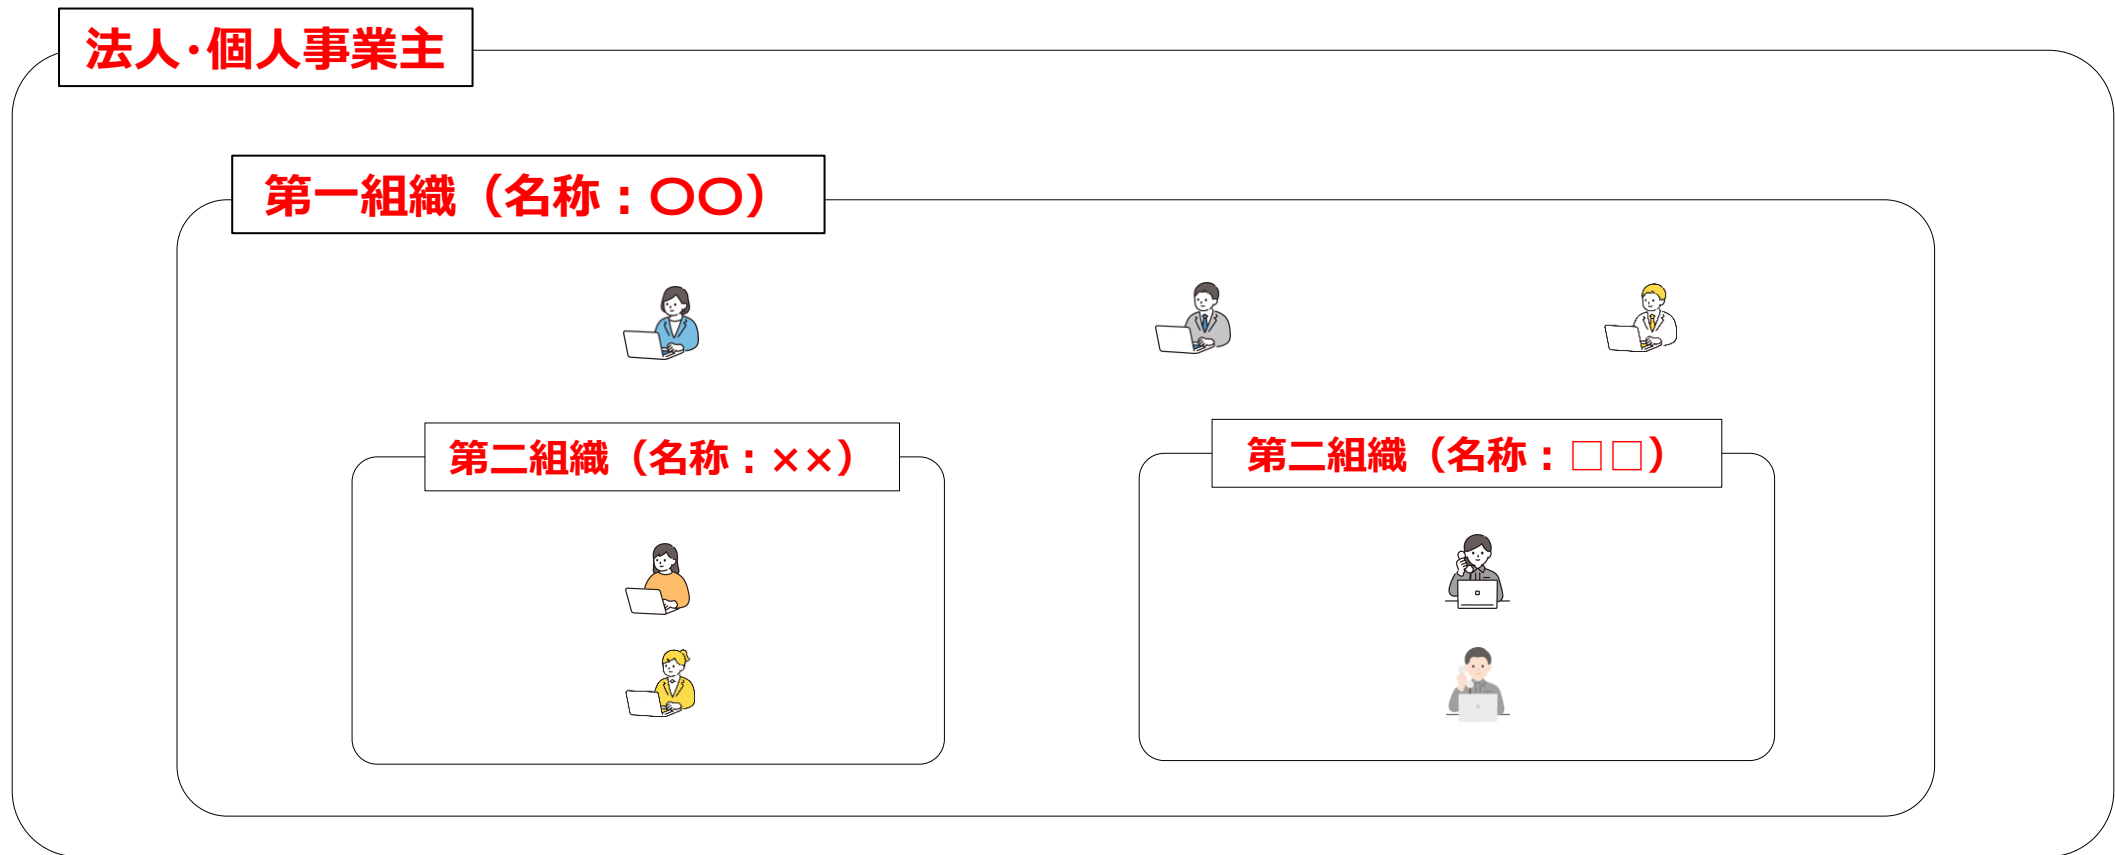 法人・個人事業主
第一組織（名称：〇〇）
第二組織（名称：××）
第二組織（名称：□□）